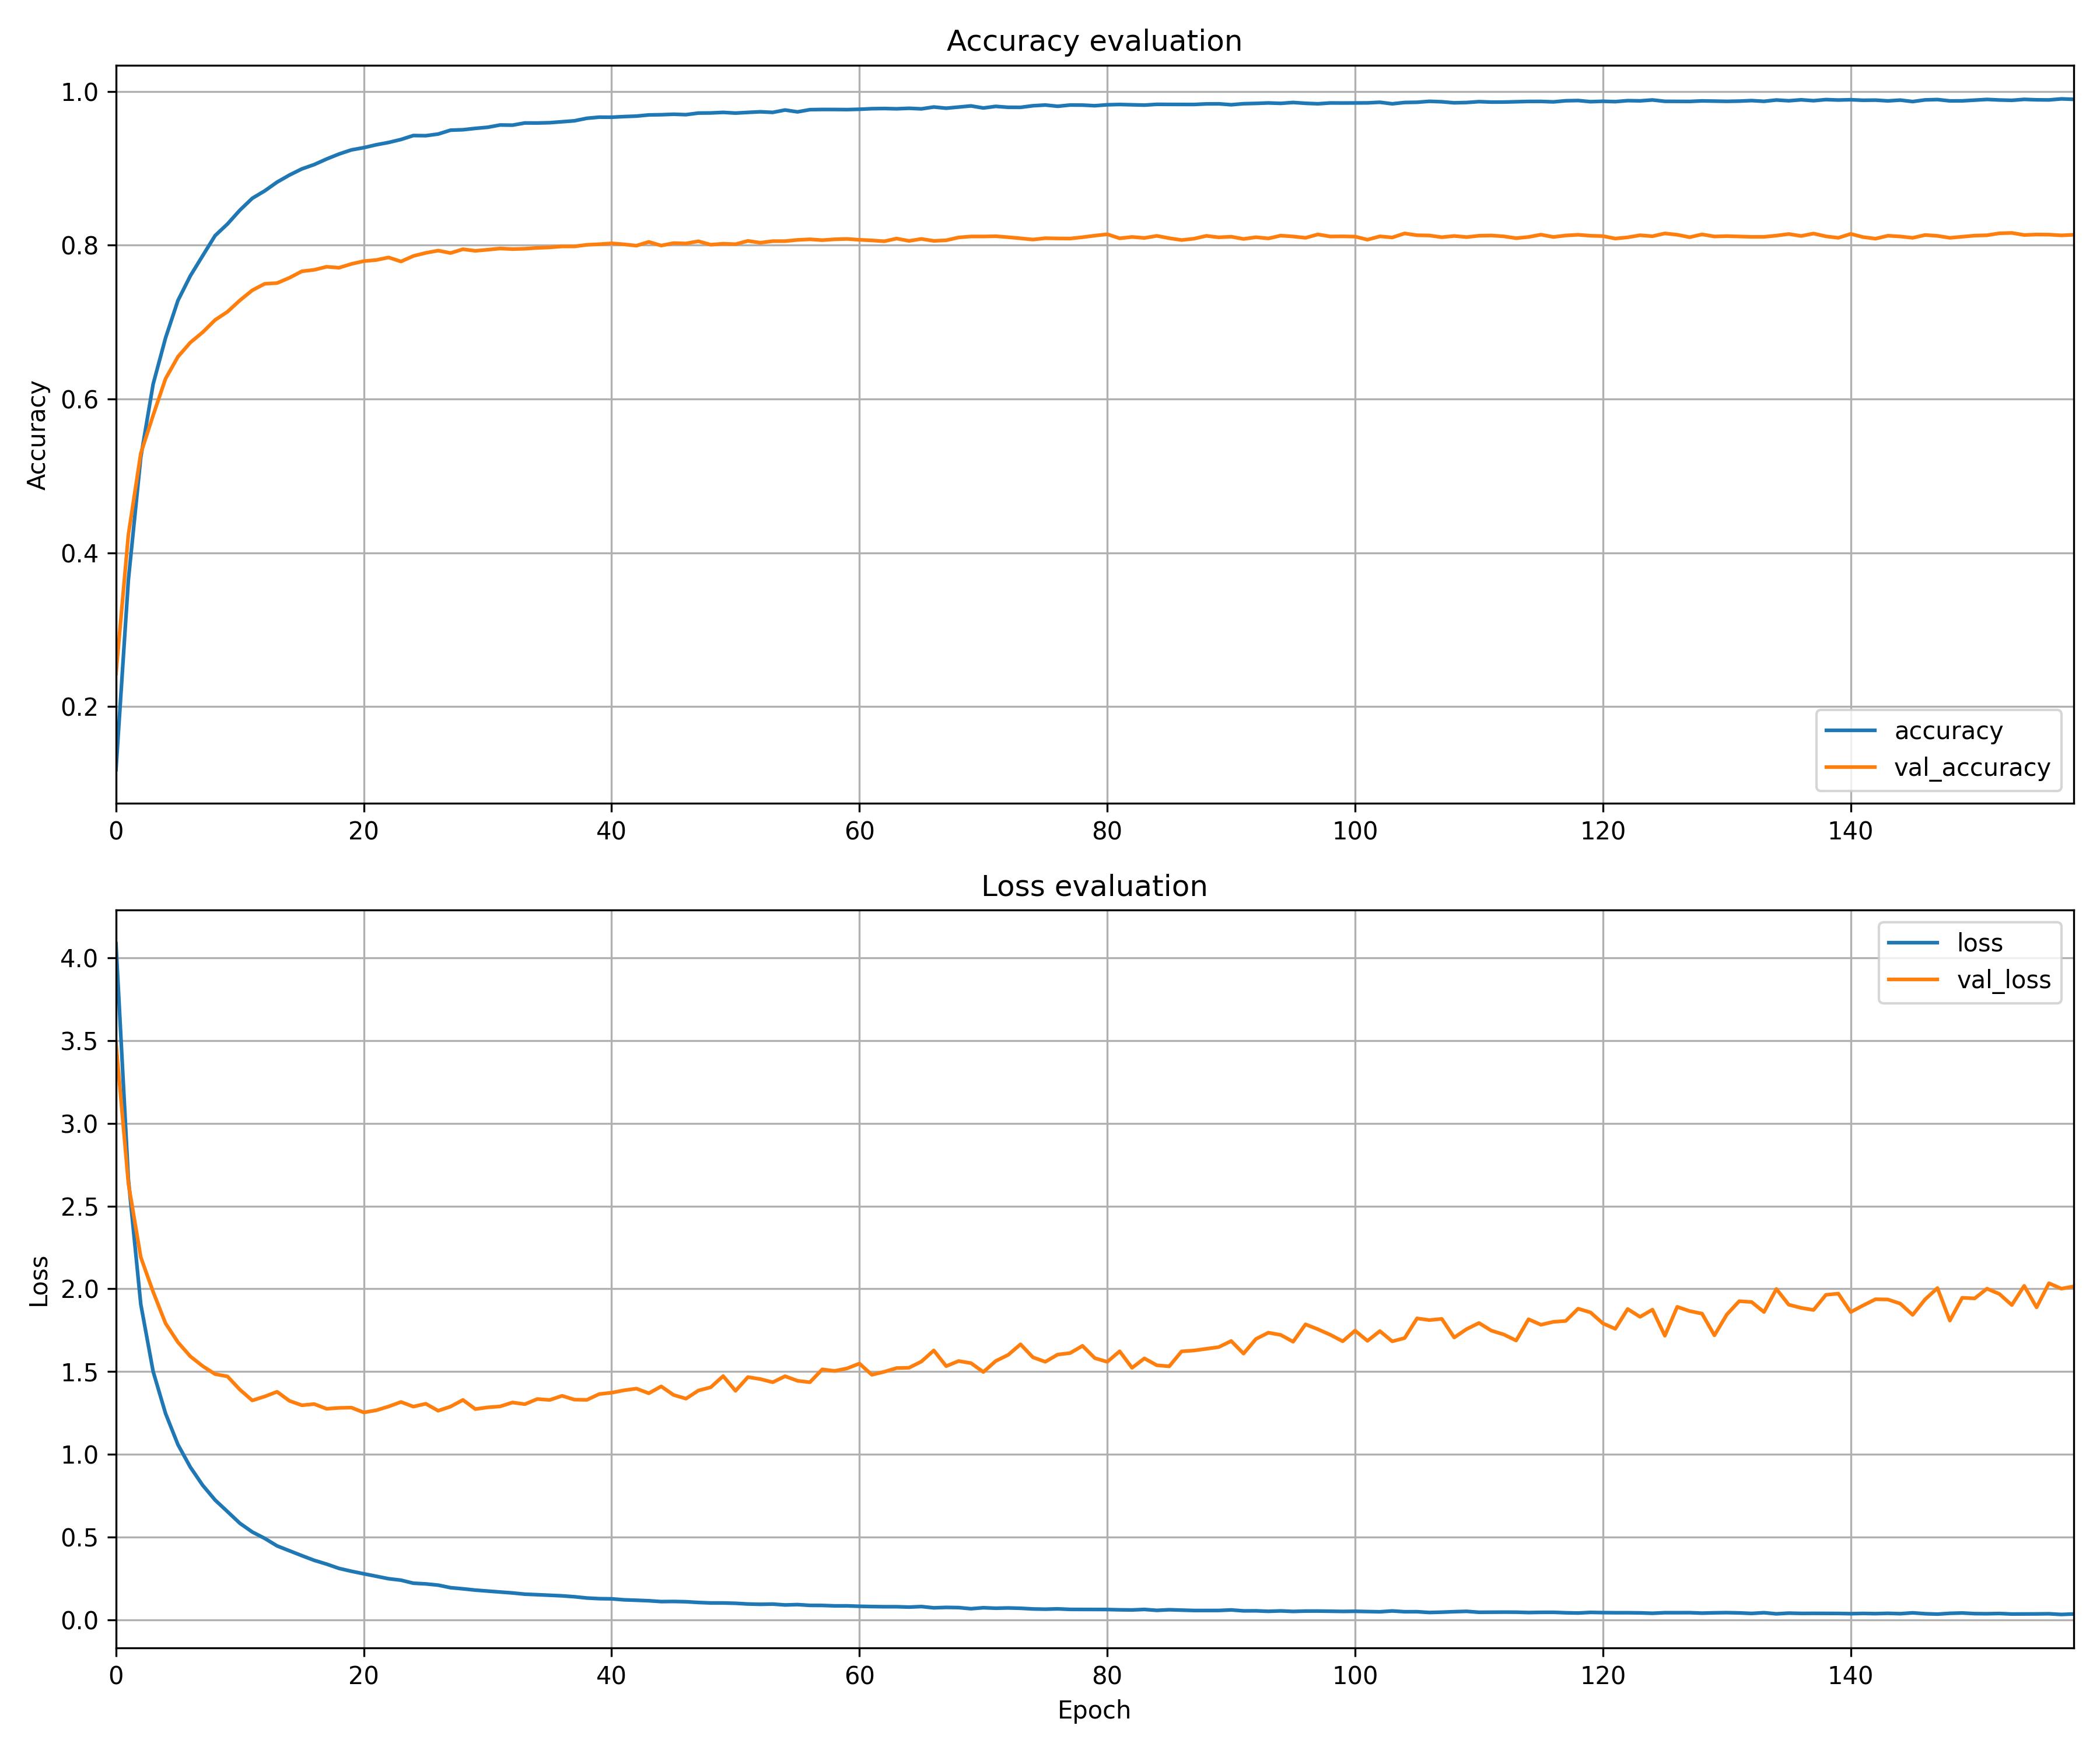 Accuracy evaluation
1.0
0.8
0.6
0.4
0.2
Accuracy
accuracy
val_accuracy
0 20 40 60 80 100 120 140
Loss evaluation
4.0
3.5
3.0
2.5
2.0
1.5
1.0
0.5
0.0
Loss
loss
val_loss
0 20 40 60 80 100 120 140
Epoch